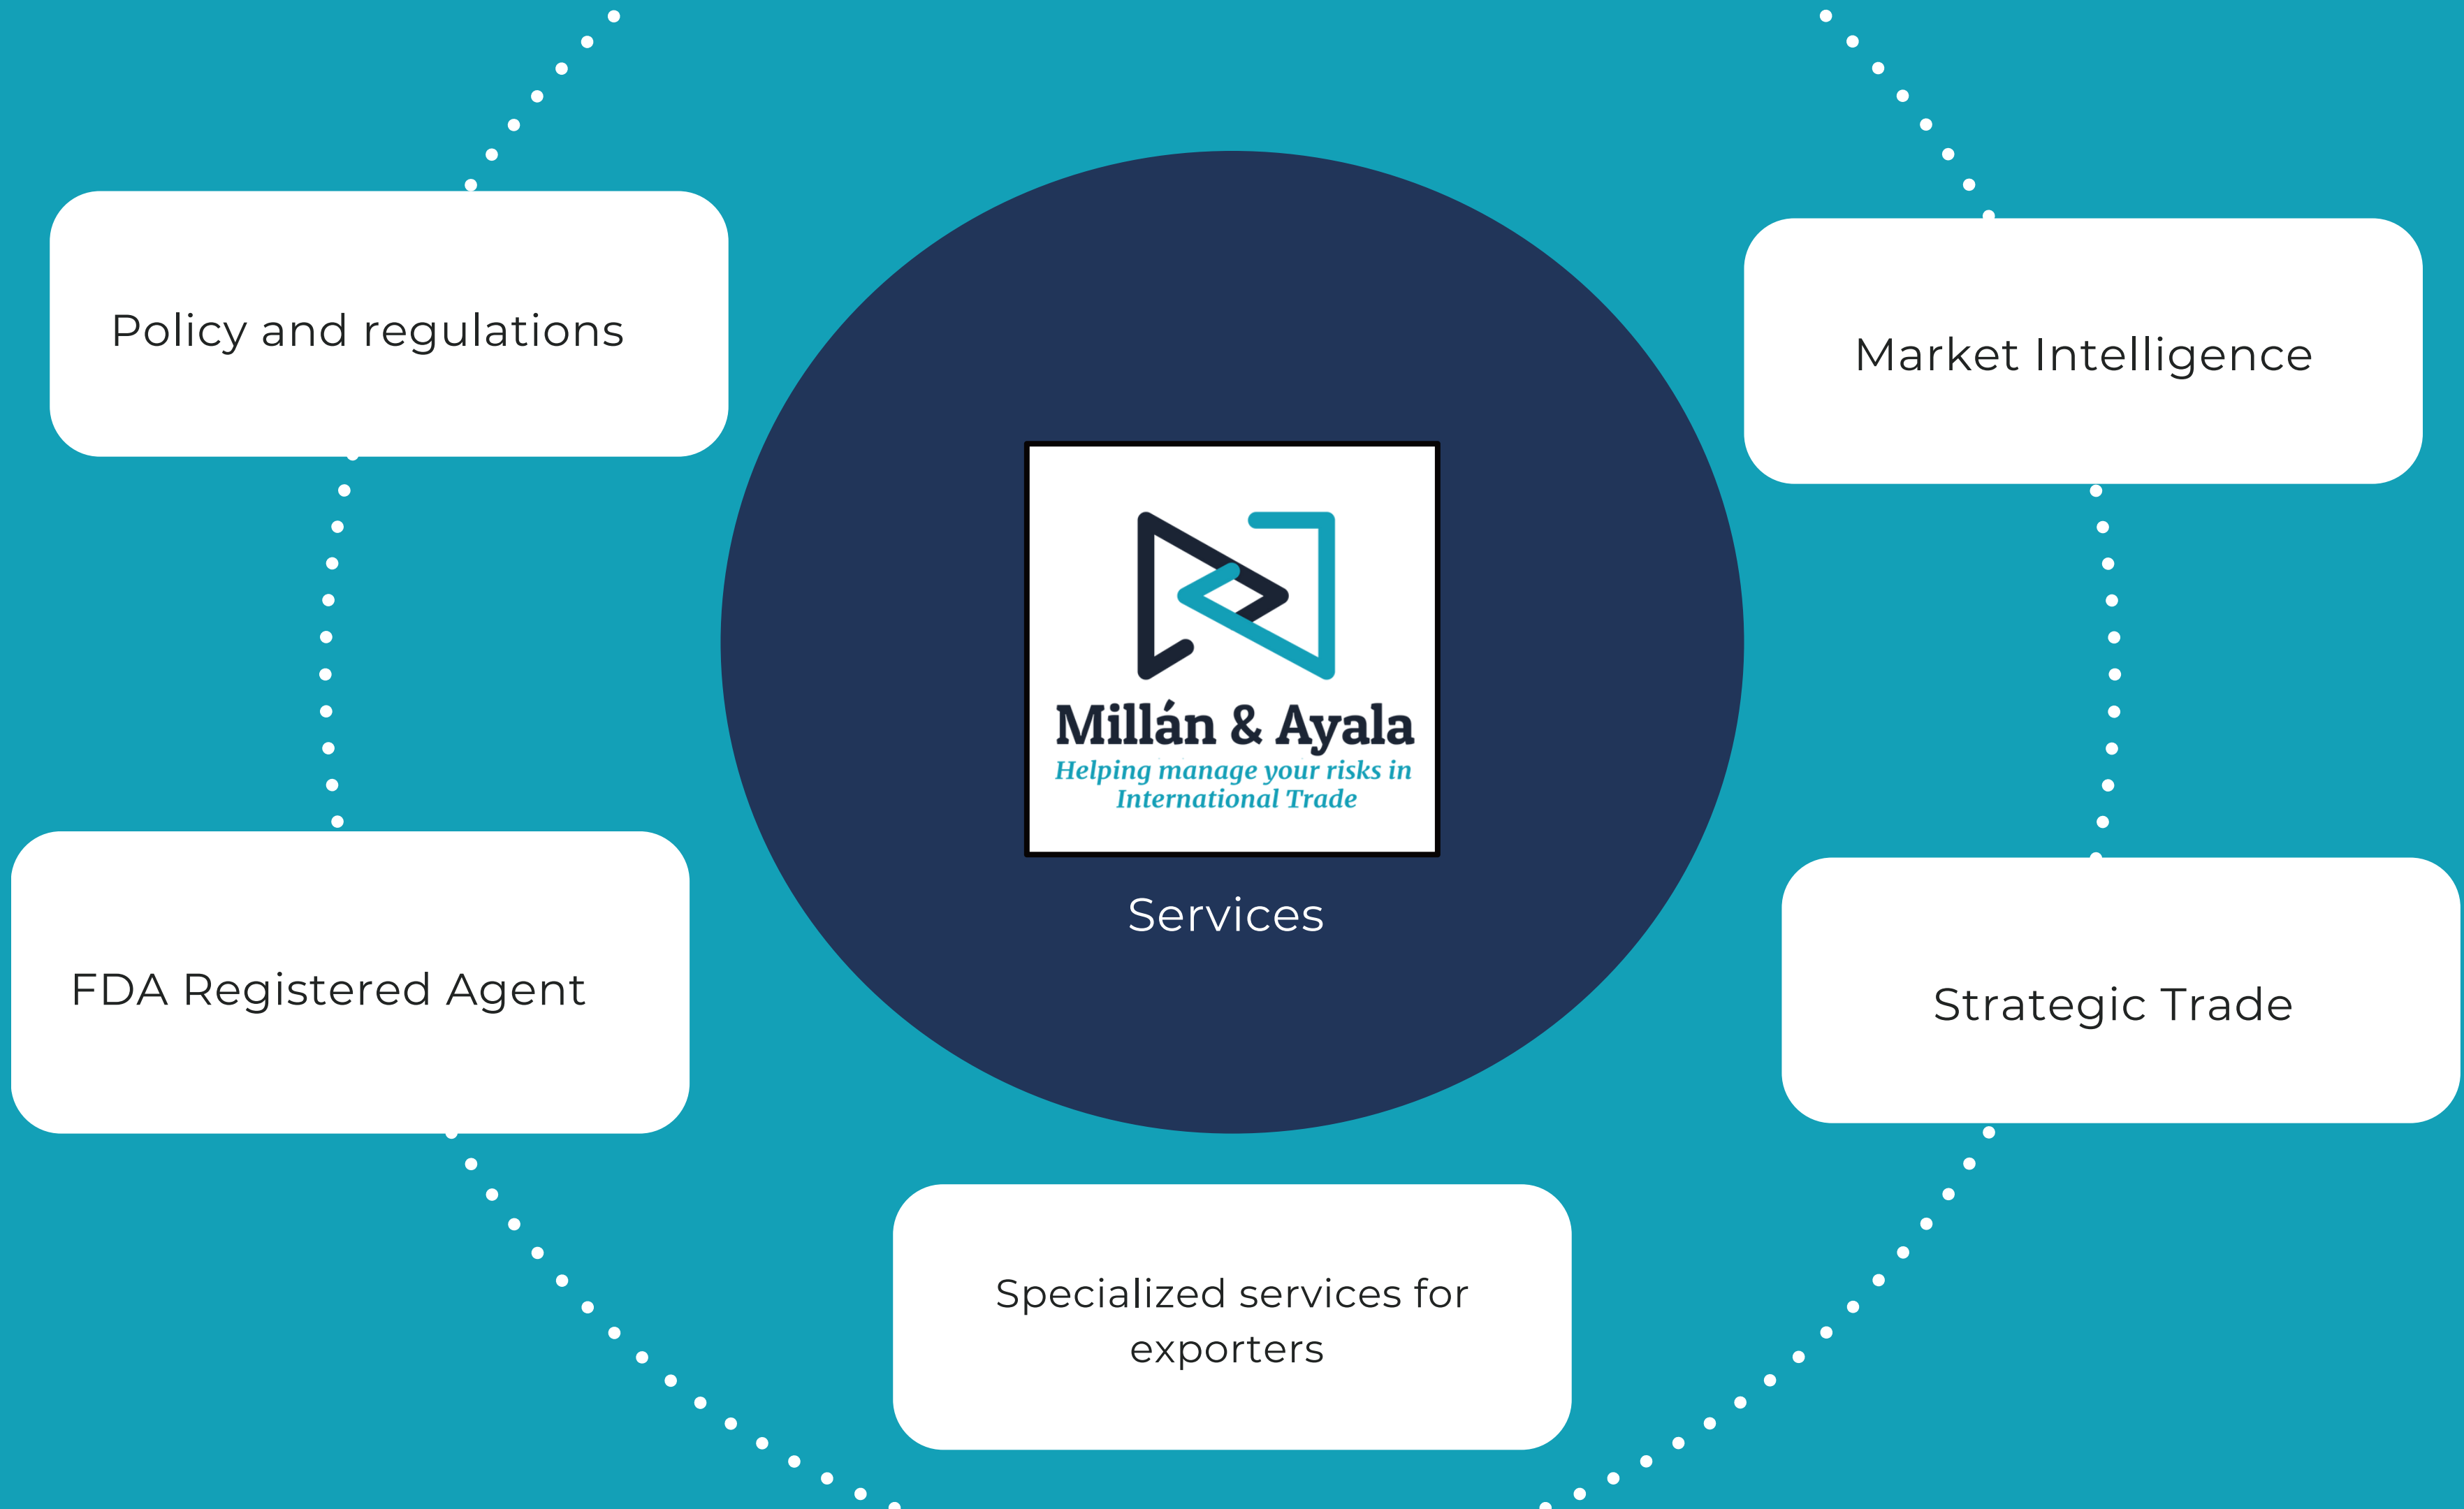 Policy and regulations
Market Intelligence
Millán & Ayala
Helping manage your risks in
International Trade
Services
FDA Registered Agent
Strategic Trade
Specialized services for
exporters